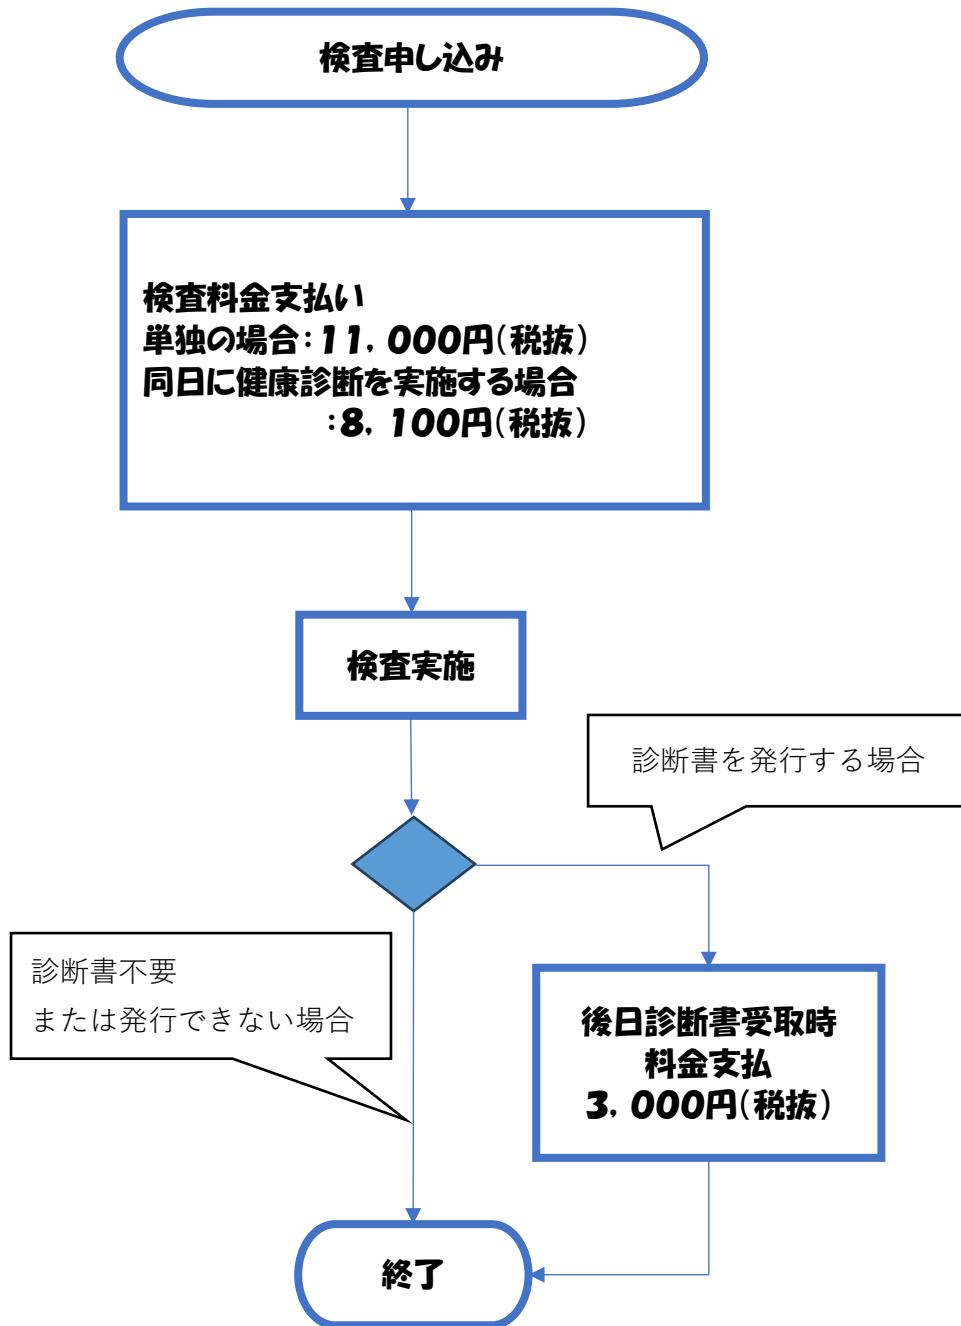 検査申し込み
検査料金支払い
単独の場合：11，000円（税抜）
同日に健康診断を実施する場合
：8，100円（税抜）
検査実施
診断書を発行する場合
診断書不要
または発行できない場合
後日診断書受取時
料金支払
3，000円（税抜）
終了